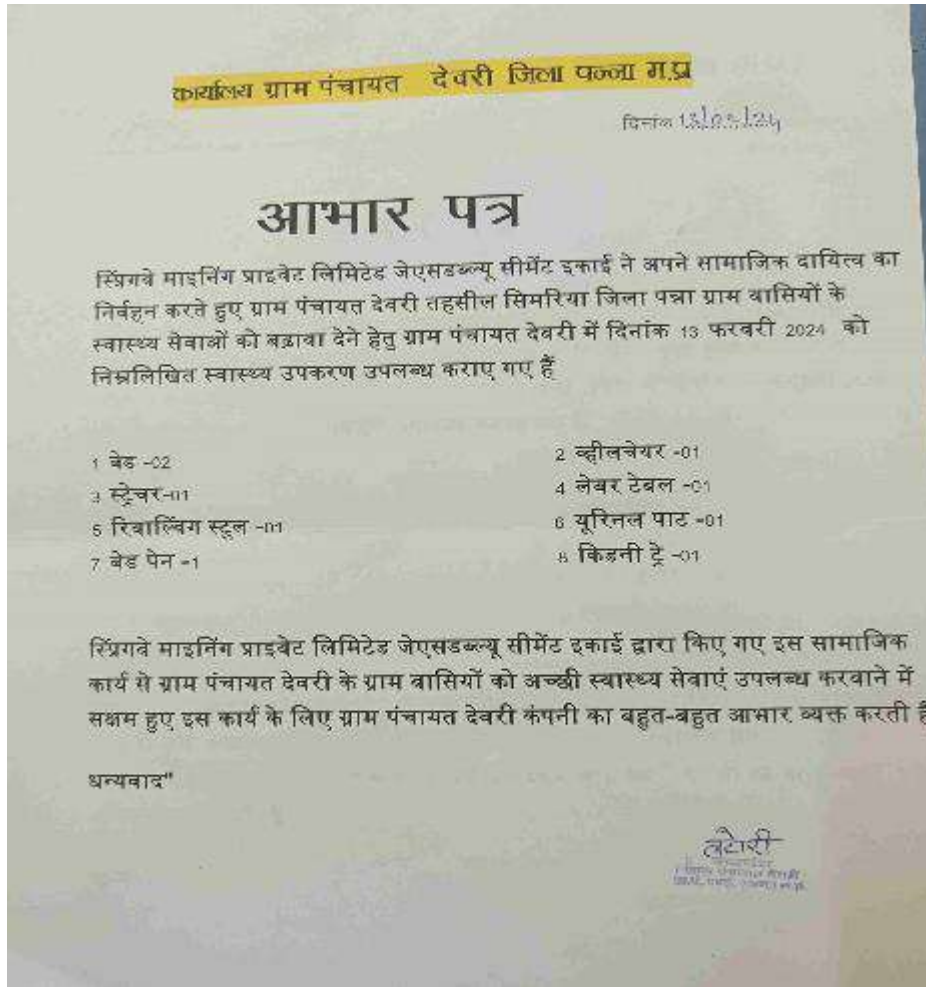 कार्यालय ग्राम पंचायत देवरी जिला पन्ना म.प्र
दिनांक 13/02/24
आभार पत्र
स्प्रिंगवे माइनिंग प्राइवेट लिमिटेड जेएसडब्ल्यू सीमेंट इकाई ने अपने सामाजिक दायित्व का
निर्वहन करते हुए ग्राम पंचायत देवरी तहसील सिमरिया जिला पन्ना ग्राम वासियों के
स्वास्थ्य सेवाओं को बढ़ावा देने हेतु ग्राम पंचायत देवरी में दिनांक 13 फरवरी 2024 को
निम्नलिखित स्वास्थ्य उपकरण उपलब्ध कराए गए हैं
1 बेड -02 2 व्हीलचेयर -01
3 स्ट्रेचर-01 4 लेबर टेबल -01
5 रिवाल्विंग स्टूल -01 6 यूरिनल पाट -01
7 बेड पेन -1 8 किडनी ट्रे -01
स्प्रिंगवे माइनिंग प्राइवेट लिमिटेड जेएसडब्ल्यू सीमेंट इकाई द्वारा किए गए इस सामाजिक
कार्य से ग्राम पंचायत देवरी के ग्राम वासियों को अच्छी स्वास्थ्य सेवाएं उपलब्ध करवाने में
सक्षम हुए इस कार्य के लिए ग्राम पंचायत देवरी कंपनी का बहुत-बहुत आभार व्यक्त करती है
धन्यवाद"